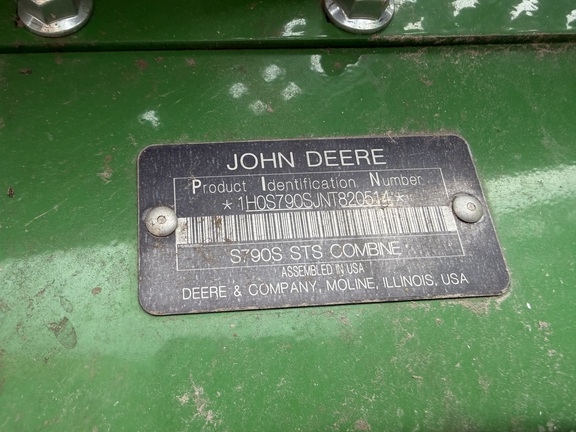 JOHN DEERE
Product Identification Number
*1H0S790SJNT820514*
S790S STS COMBINE
ASSEMBLED IN USA
DEERE & COMPANY, MOLINE, ILLINOIS, USA